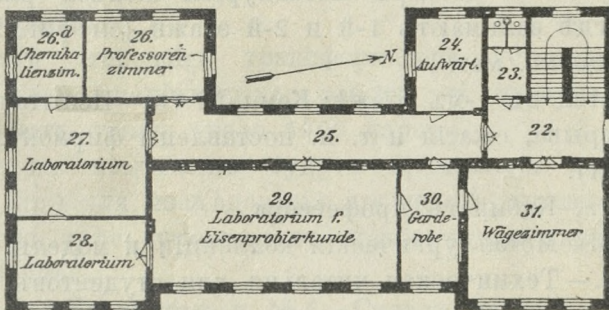 26.a
Chemika-
lienzim.
26.
Professoren
zimmer
N.
24.
Aufwärt.
23.
22.
25.
27.
Laboratorium
28.
Laboratorium
29.
Laboratorium f.
Eisenprobierkunde
30.
Garde-
robe
31.
Wägezimmer